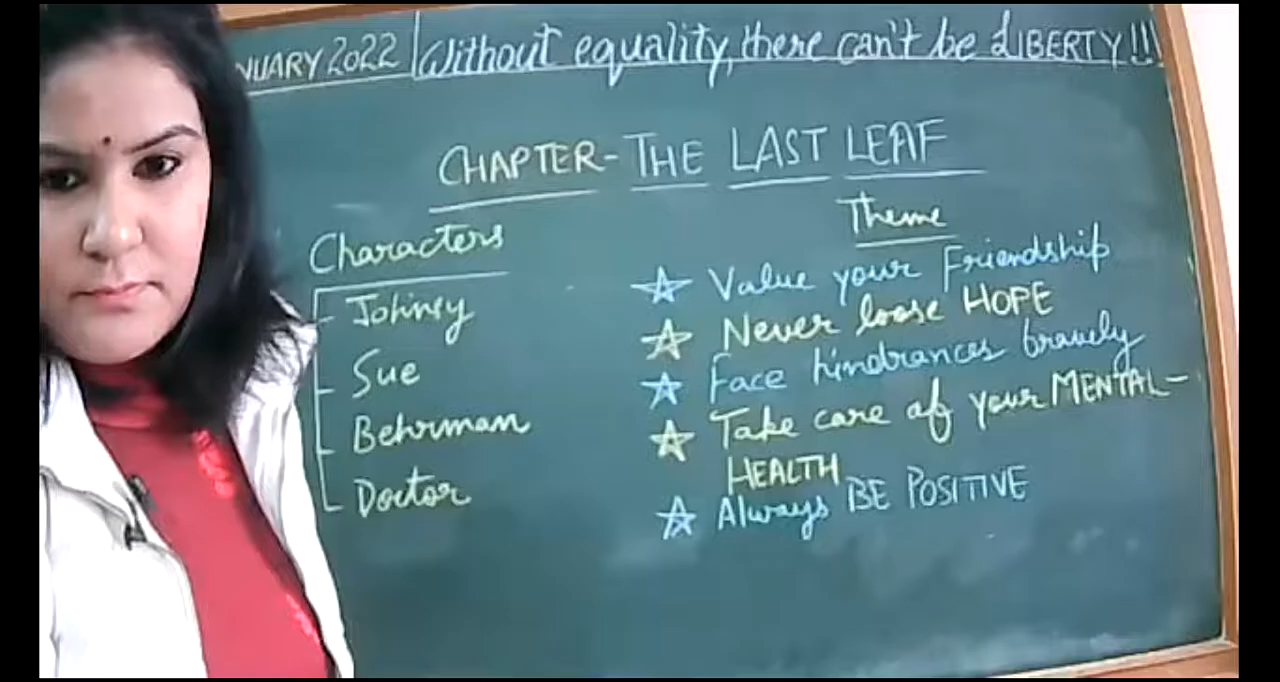 NUARY 2022 | Without equality, there can't be LIBERTY!!
CHAPTER- THE LAST LEAF
Characters
Johnsy
Sue
Behrman
Doctor
Theme
☆ Value your Friendship
☆ Never loose HOPE
☆ Face hindrances bravely
☆ Take care of your MENTAL-
HEALTH
☆ Always BE POSITIVE